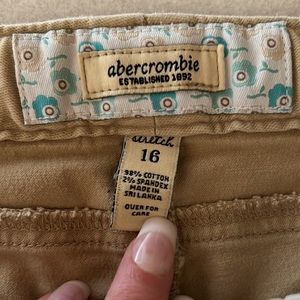 abercrombie
ESTABLISHED 1892
stretch
16
98% COTTON
2% SPANDEX
MADE IN
SRI LANKA
OVER FOR
CARE